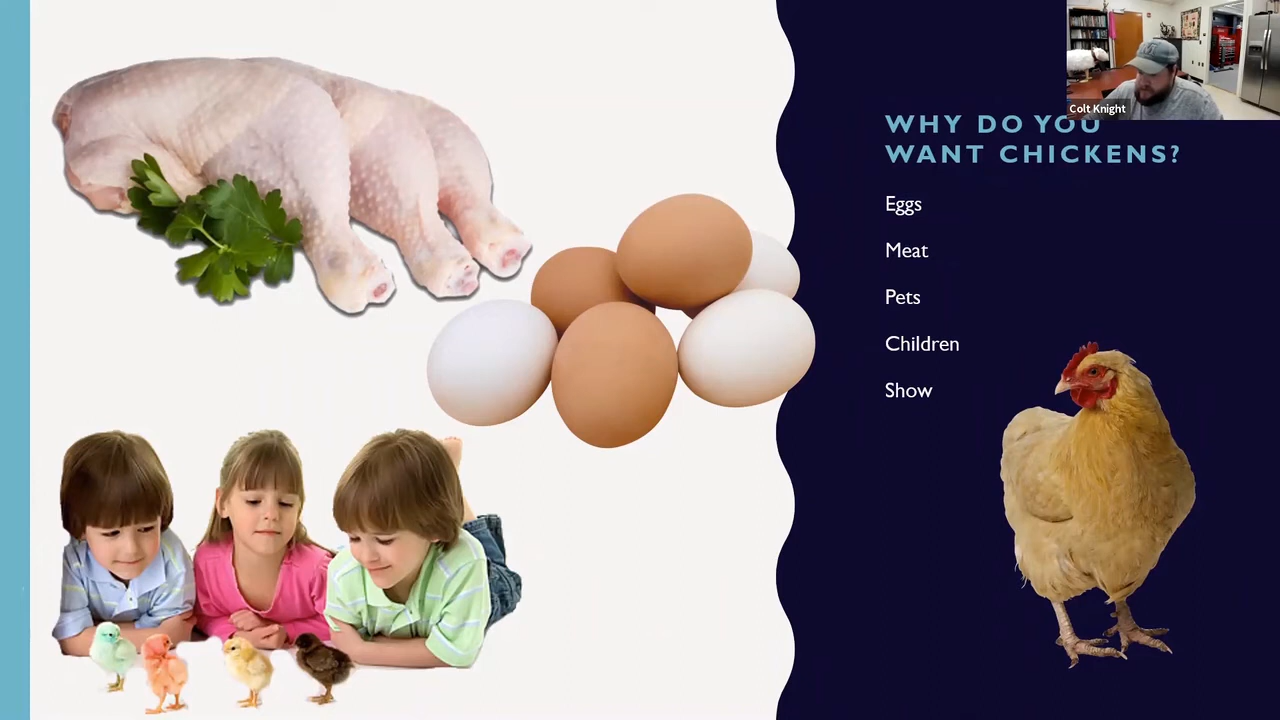 Colt Knight
WHY DO YOU
WANT CHICKENS?
Eggs
Meat
Pets
Children
Show